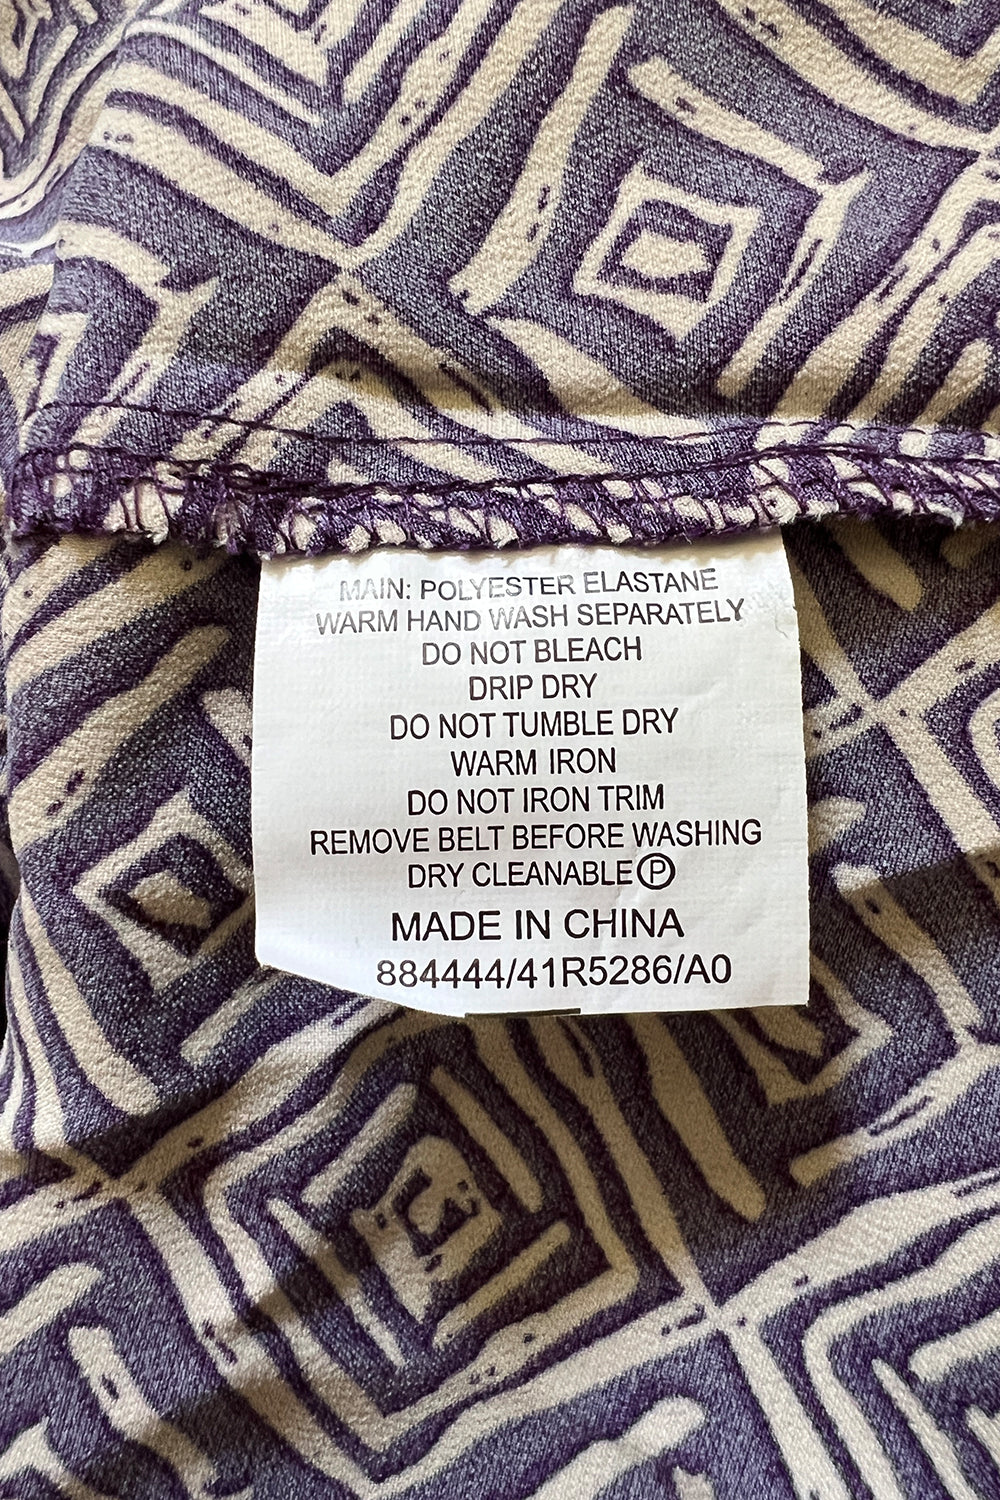 MAIN: POLYESTER ELASTANE
WARM HAND WASH SEPARATELY
DO NOT BLEACH
DRIP DRY
DO NOT TUMBLE DRY
WARM IRON
DO NOT IRON TRIM
REMOVE BELT BEFORE WASHING
DRY CLEANABLE Ⓟ
MADE IN CHINA
884444/41R5286/A0